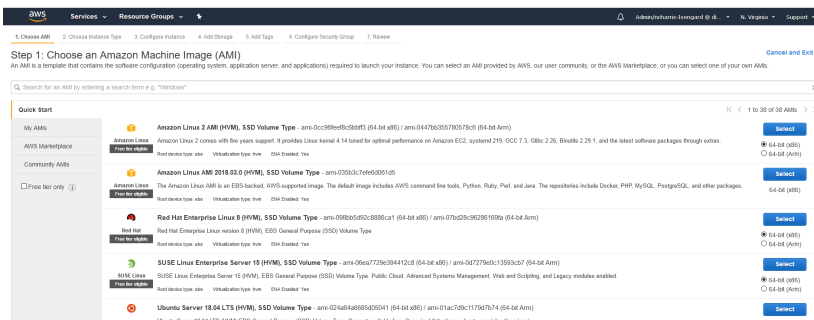 aws Services Resource Groups Admin/ncharris-Isengard @ di... N. Virginia Support
1. Choose AMI 2. Choose Instance Type 3. Configure Instance 4. Add Storage 5. Add Tags 6. Configure Security Group 7. Review
Step 1: Choose an Amazon Machine Image (AMI) Cancel and Exit
An AMI is a template that contains the software configuration (operating system, application server, and applications) required to launch your instance. You can select an AMI provided by AWS, our user community, or the AWS Marketplace; or you can select one of your own AMIs.
Search for an AMI by entering a search term e.g. "Windows"
Quick Start 1 to 38 of 38 AMIs
My AMIs
AWS Marketplace
Community AMIs
Free tier only
Amazon Linux
Free tier eligible
Amazon Linux 2 AMI (HVM), SSD Volume Type - ami-0cc96feef8c6bbff3 (64-bit x86) / ami-0447bb355780578c6 (64-bit Arm)
Amazon Linux 2 comes with five years support. It provides Linux kernel 4.14 tuned for optimal performance on Amazon EC2, systemd 219, GCC 7.3, Glibc 2.26, Binutils 2.29.1, and the latest software packages through extras.
Root device type: ebs Virtualization type: hvm ENA Enabled: Yes
Select
64-bit (x86)
64-bit (Arm)
Amazon Linux
Free tier eligible
Amazon Linux AMI 2018.03.0 (HVM), SSD Volume Type - ami-035b3c7efe6d061d5
The Amazon Linux AMI is an EBS-backed, AWS-supported image. The default image includes AWS command line tools, Python, Ruby, Perl, and Java. The repositories include Docker, PHP, MySQL, PostgreSQL, and other packages.
Root device type: ebs Virtualization type: hvm ENA Enabled: Yes
Select
64-bit (x86)
Red Hat
Free tier eligible
Red Hat Enterprise Linux 8 (HVM), SSD Volume Type - ami-098bb5d92c8886ca1 (64-bit x86) / ami-07bd28c96286169fa (64-bit Arm)
Red Hat Enterprise Linux version 8 (HVM), EBS General Purpose (SSD) Volume Type
Root device type: ebs Virtualization type: hvm ENA Enabled: Yes
Select
64-bit (x86)
64-bit (Arm)
SUSE Linux
Free tier eligible
SUSE Linux Enterprise Server 15 (HVM), SSD Volume Type - ami-06ea7729e394412c8 (64-bit x86) / ami-0d7279e0c13593cb7 (64-bit Arm)
SUSE Linux Enterprise Server 15 (HVM), EBS General Purpose (SSD) Volume Type. Public Cloud, Advanced Systems Management, Web and Scripting, and Legacy modules enabled.
Root device type: ebs Virtualization type: hvm ENA Enabled: Yes
Select
64-bit (x86)
64-bit (Arm)
Ubuntu Server 18.04 LTS (HVM), SSD Volume Type - ami-024a64a6685d05041 (64-bit x86) / ami-01ac7d9c1179d7b74 (64-bit Arm)
Select